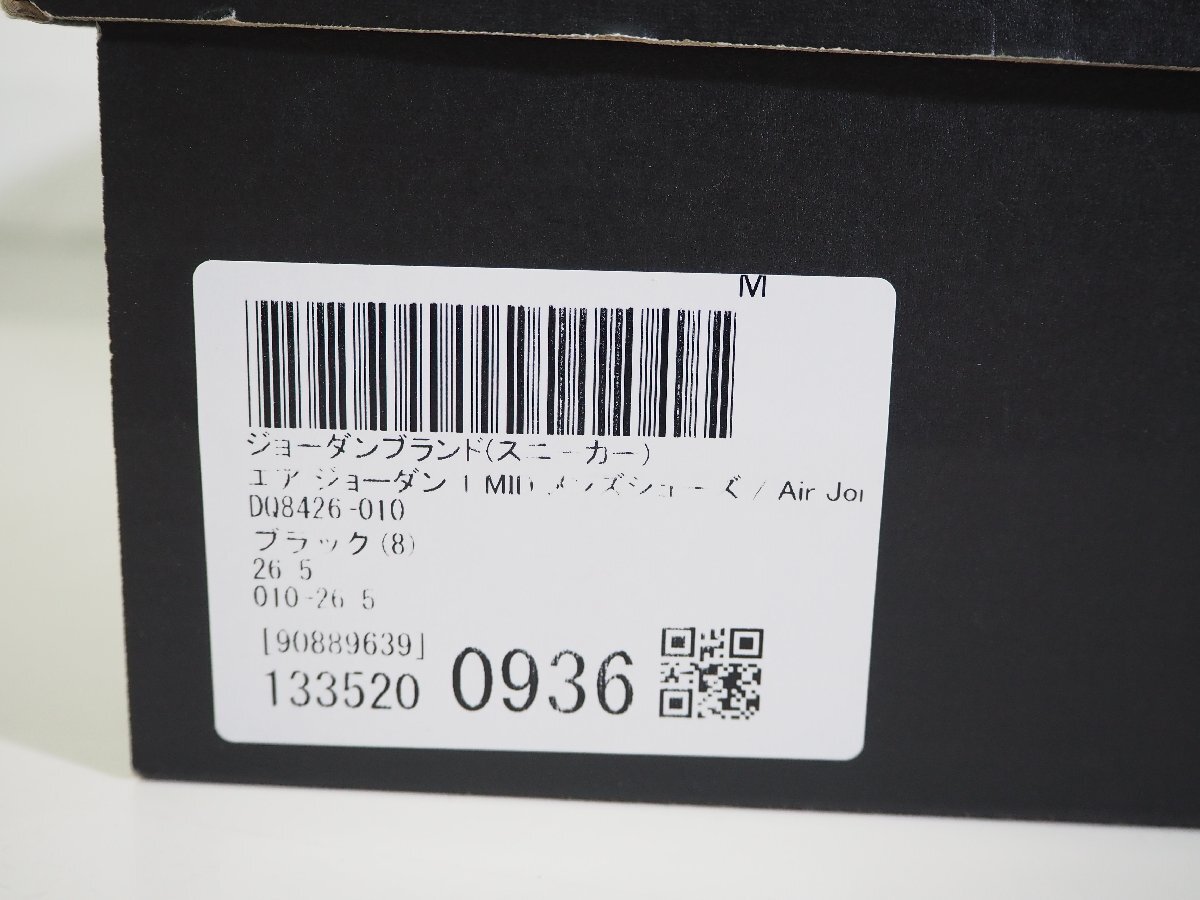 M
ジョーダンブランド(スニーカー)
エア ジョーダン 1 MID メンズシューズ / Air Jor
DQ8426-010
ブラック(8)
26 5
010-26 5
[90889639]
133520 0936